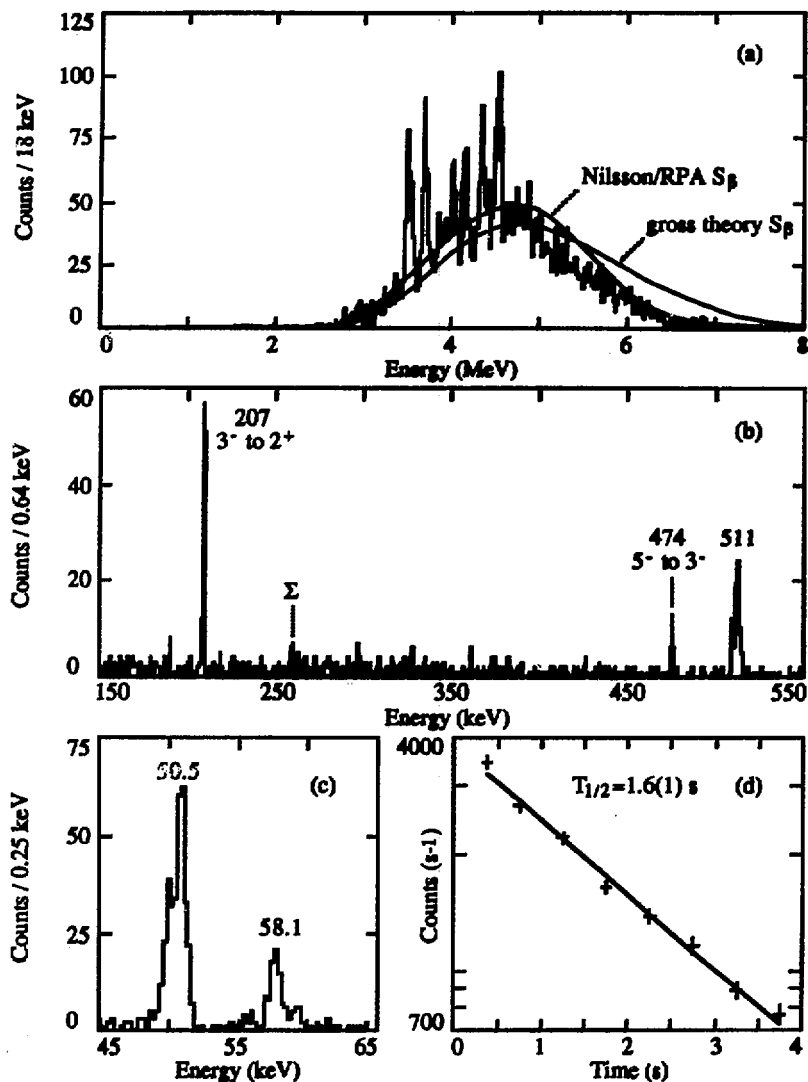 125
100
75
50
25
0
Counts / 18 keV
(a)
Nilsson/RPA Sβ
gross theory Sβ
0 2 4 6 8
Energy (MeV)
60
40
20
0
Counts / 0.64 keV
207
3- to 2+
(b)
Σ
474
5- to 3-
511
150 250 350 450 550
Energy (keV)
75
50
25
0
Counts / 0.25 keV
50.5
(c)
58.1
45 55 65
Energy (keV)
4000
700
Counts (s-1)
T1/2=1.6(1) s
(d)
0 1 2 3 4
Time (s)